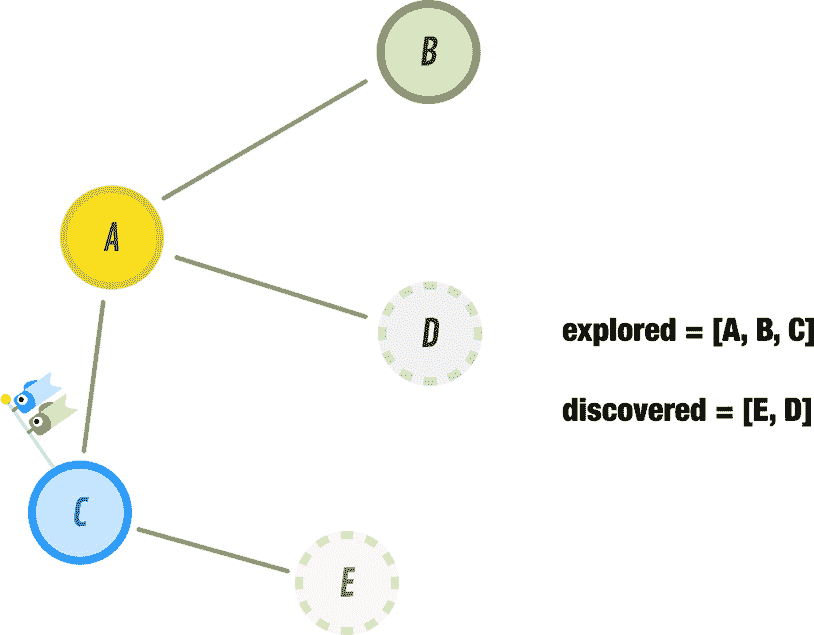 B
A
D
explored = [A, B, C]
discovered = [E, D]
C
E